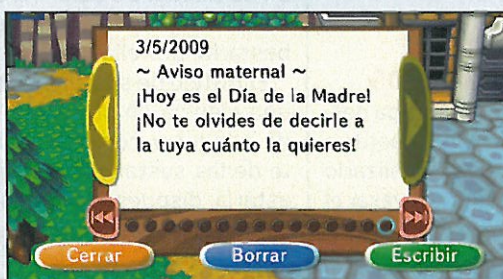 3/5/2009
~ Aviso maternal ~
¡Hoy es el Día de la Madre!
¡No te olvides de decirle a
la tuya cuánto la quieres!
Cerrar
Borrar
Escribir